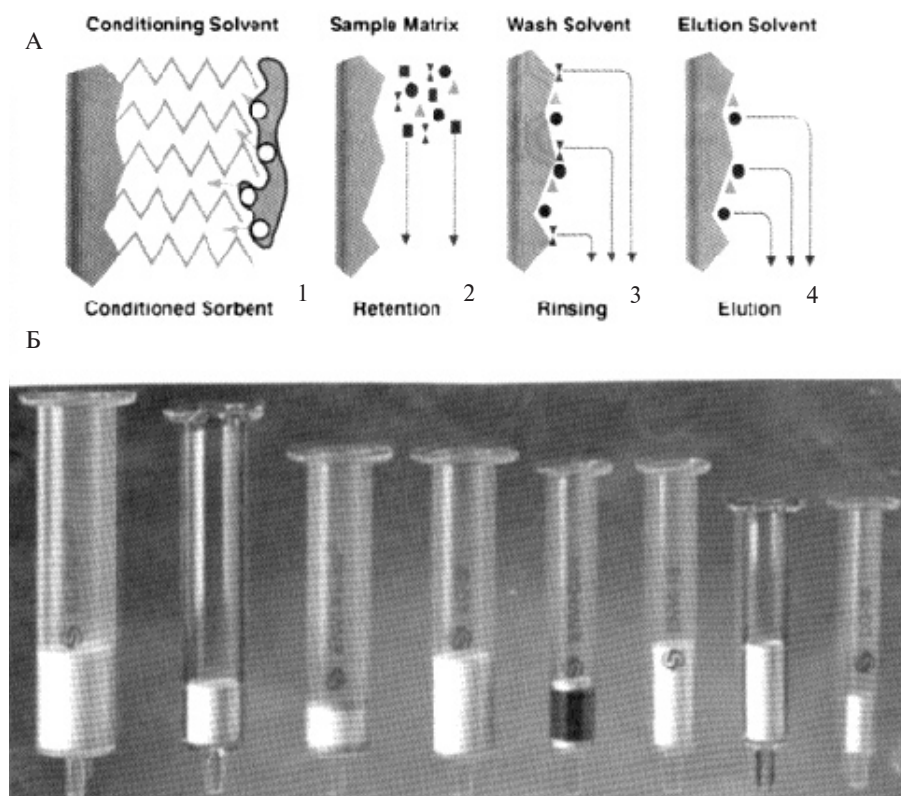 А
Conditioning Solvent
Sample Matrix
Wash Solvent
Elution Solvent
1
2
3
4
Conditioned Sorbent
Retention
Rinsing
Elution
Б